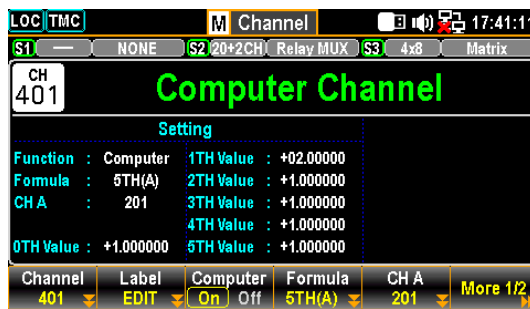 LOC TMC M Channel 17:41:1
S1 — NONE S2 20+2CH Relay MUX S3 4x8 Matrix
CH
401
Computer Channel
Setting
Function : Computer 1TH Value : +02.00000
Formula : 5TH(A) 2TH Value : +1.000000
CH A : 201 3TH Value : +1.000000
4TH Value : +1.000000
0TH Value : +1.000000 5TH Value : +1.000000
Channel Label Computer Formula CH A More 1/2
401 EDIT On Off 5TH(A) 201